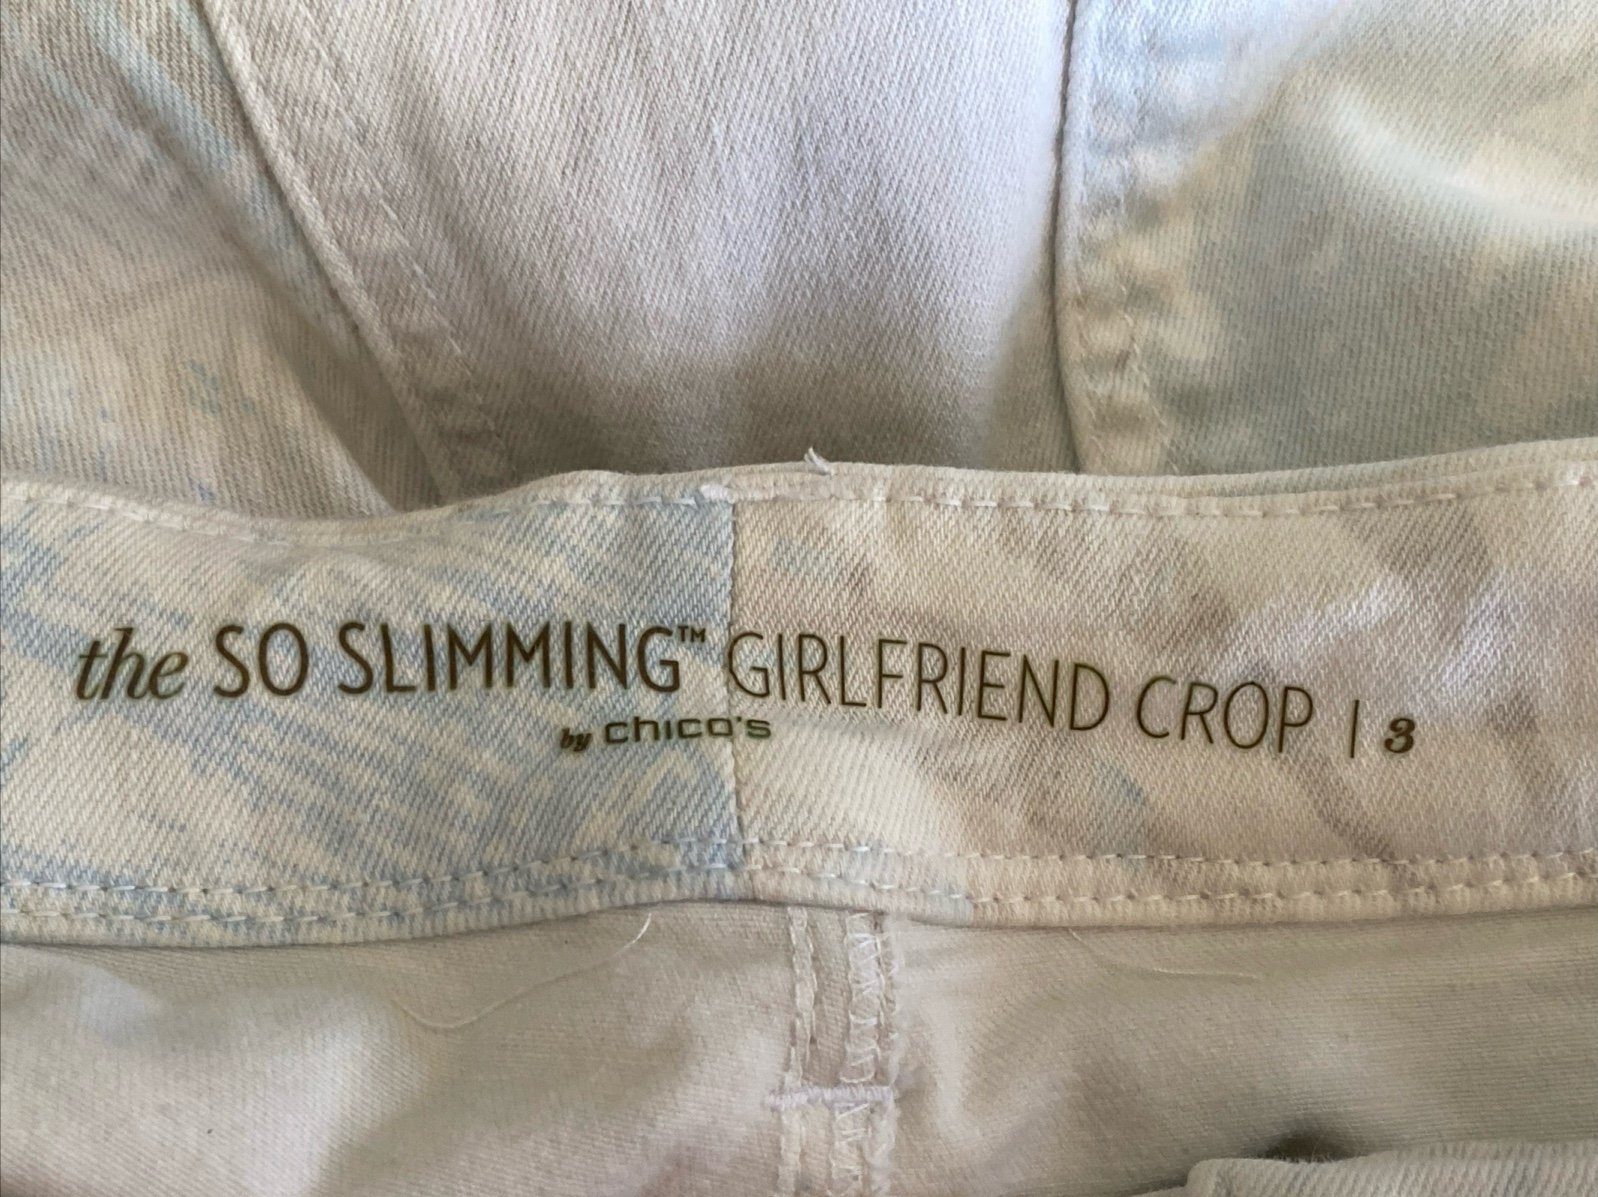 the SO SLIMMING™ GIRLFRIEND CROP | 3
by chico's